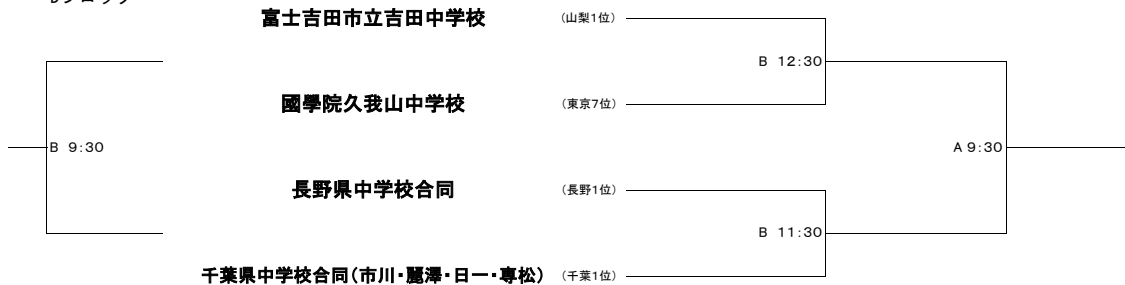 富士吉田市立吉田中学校 (山梨1位)
B 12:30
國學院久我山中学校 (東京7位)
B 9:30
A 9:30
長野県中学校合同 (長野1位)
B 11:30
千葉県中学校合同(市川・麗澤・日一・専松) (千葉1位)